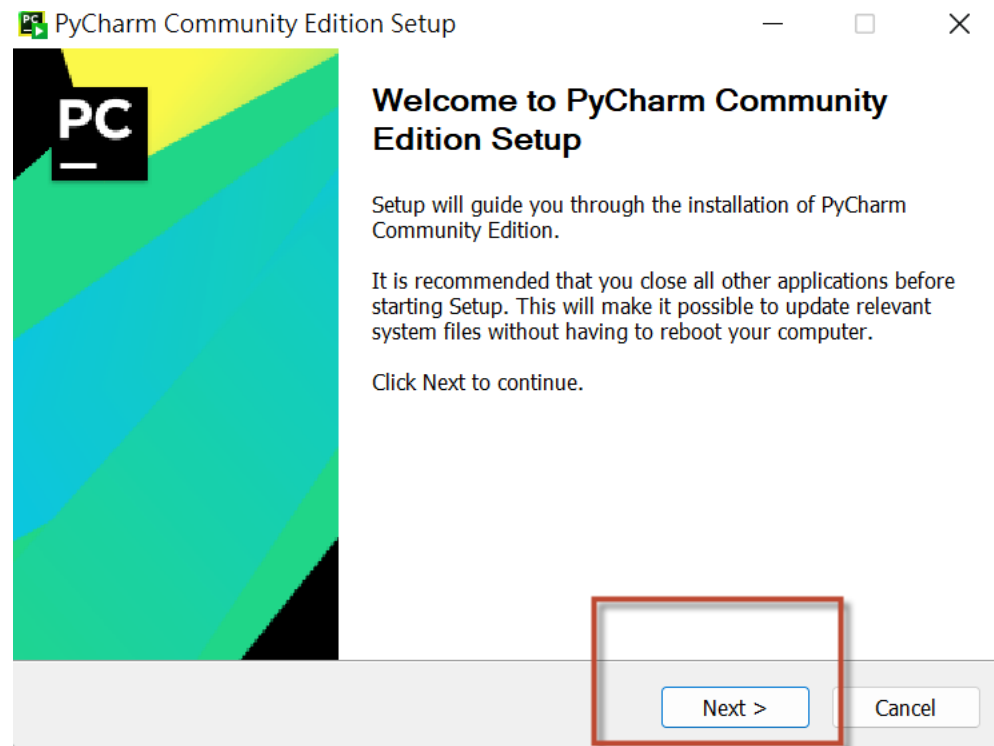 PyCharm Community Edition Setup
PC
Welcome to PyCharm Community
Edition Setup
Setup will guide you through the installation of PyCharm
Community Edition.
It is recommended that you close all other applications before
starting Setup. This will make it possible to update relevant
system files without having to reboot your computer.
Click Next to continue.
Next >
Cancel